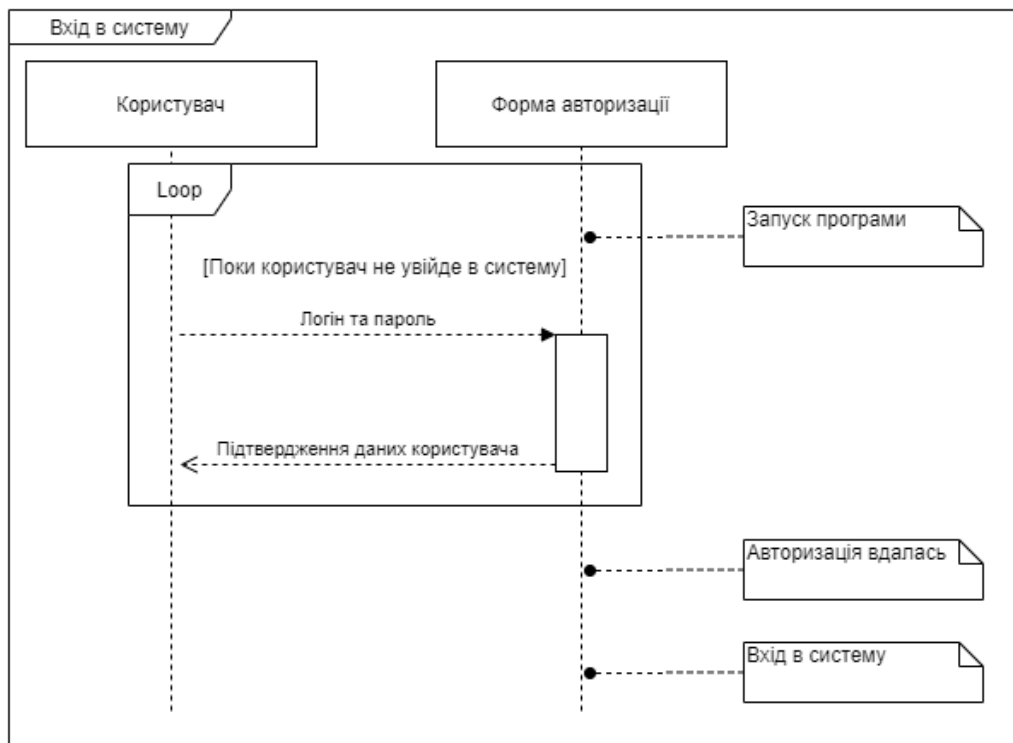 Вхід в систему
Користувач
Форма авторизації
Loop
Запуск програми
[Поки користувач не увійде в систему]
Логін та пароль
Підтвердження даних користувача
Авторизація вдалась
Вхід в систему